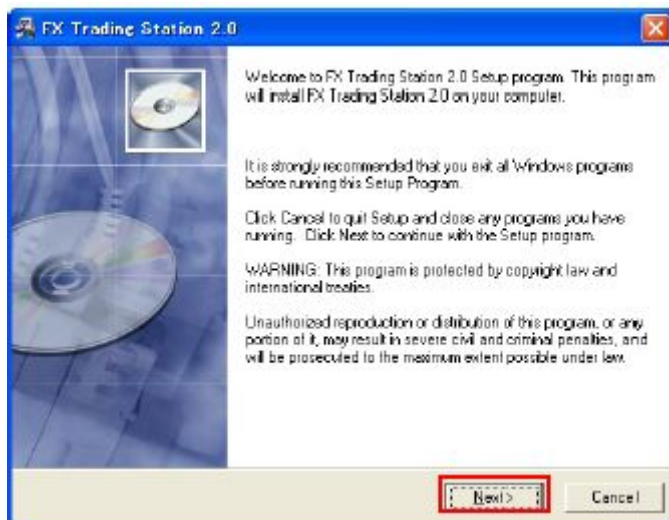 FX Trading Station 2.0
Welcome to FX Trading Station 2.0 Setup program. This program
will install FX Trading Station 2.0 on your computer.
It is strongly recommended that you exit all Windows programs
before running this Setup Program.
Click Cancel to quit Setup and close any programs you have
running. Click Next to continue with the Setup program.
WARNING: This program is protected by copyright law and
international treaties.
Unauthorized reproduction or distribution of this program, or any
portion of it, may result in severe civil and criminal penalties, and
will be prosecuted to the maximum extent possible under law.
Next > Cancel